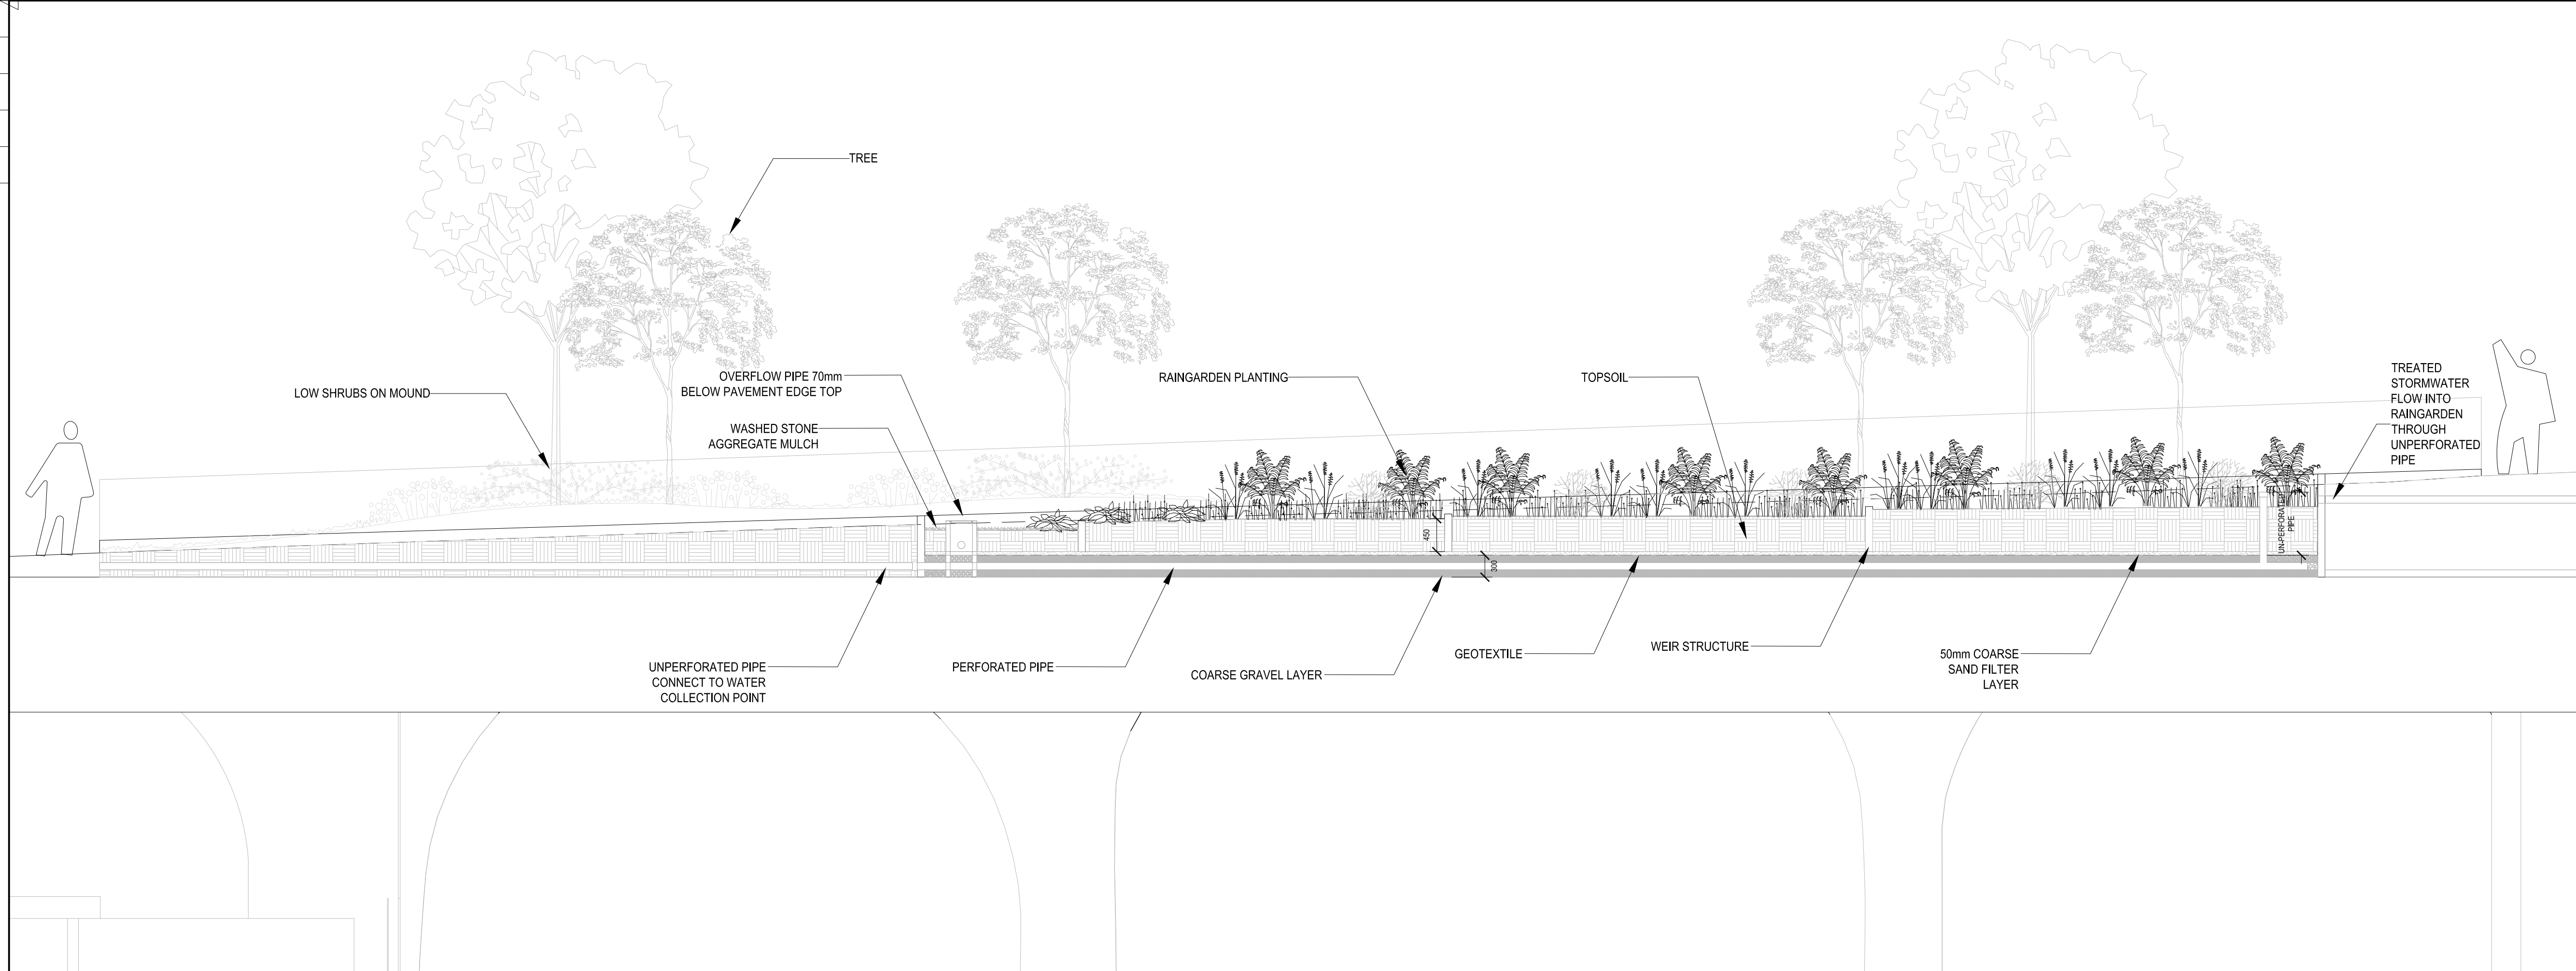 TREE
OVERFLOW PIPE 70mm
BELOW PAVEMENT EDGE TOP
LOW SHRUBS ON MOUND
WASHED STONE
AGGREGATE MULCH
RAINGARDEN PLANTING
TOPSOIL
TREATED
STORMWATER
FLOW INTO
RAINGARDEN
THROUGH
UNPERFORATED
PIPE
450
300
UN-PERFORATED
PIPE
UNPERFORATED PIPE
CONNECT TO WATER
COLLECTION POINT
PERFORATED PIPE
COARSE GRAVEL LAYER
GEOTEXTILE
WEIR STRUCTURE
50mm COARSE
SAND FILTER
LAYER